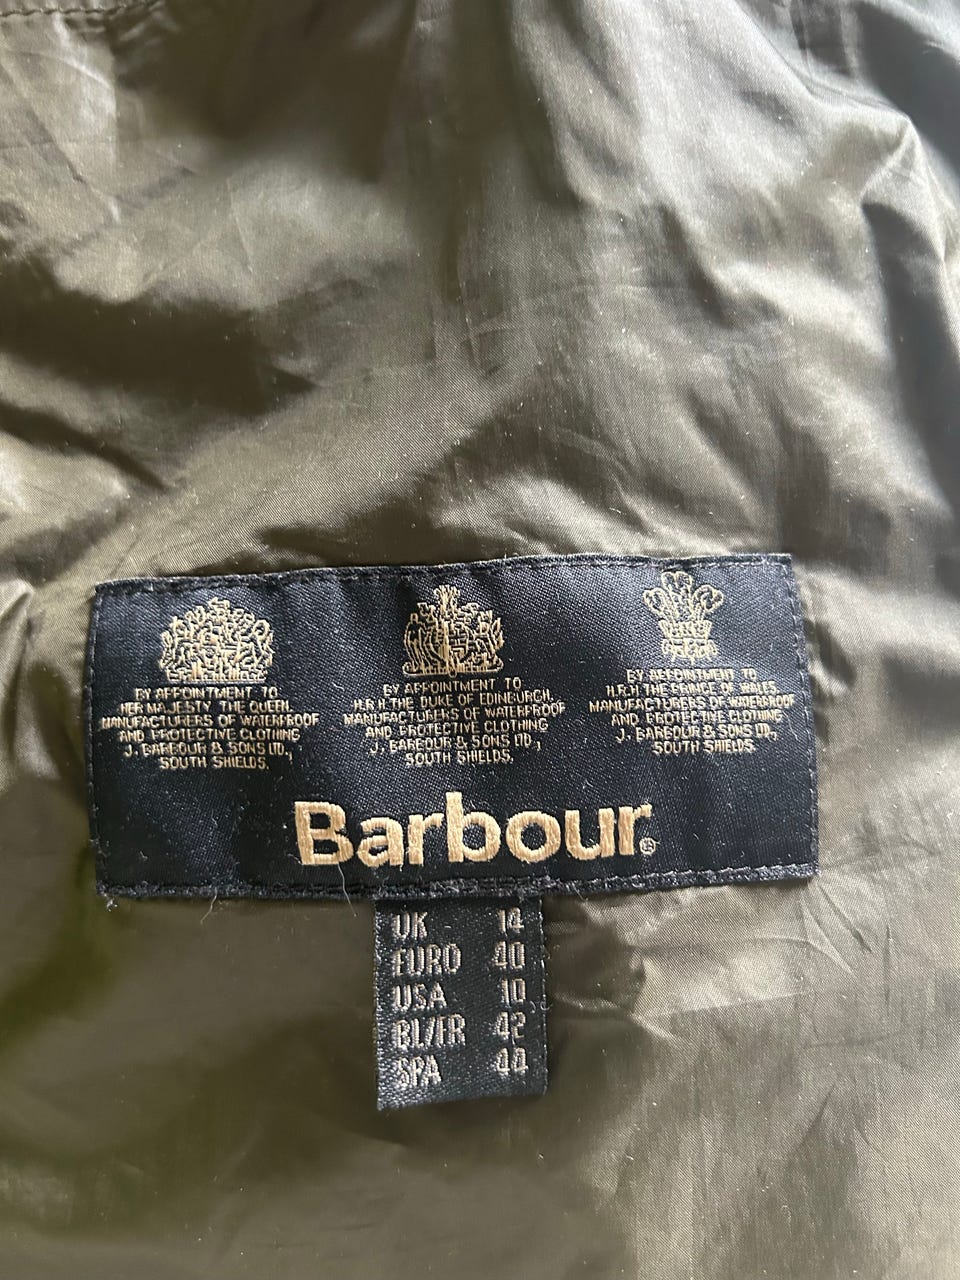 BY APPOINTMENT TO
HER MAJESTY THE QUEEN
MANUFACTURERS OF WATERPROOF
AND PROTECTIVE CLOTHING
J. BARBOUR & SONS LTD.,
SOUTH SHIELDS.
BY APPOINTMENT TO
H.R.H. THE DUKE OF EDINBURGH,
MANUFACTURERS OF WATERPROOF
AND PROTECTIVE CLOTHING
J. BARBOUR & SONS LTD.,
SOUTH SHIELDS.
BY APPOINTMENT TO
H.R.H. THE PRINCE OF WALES
MANUFACTURERS OF WATERPROOF
AND PROTECTIVE CLOTHING
J. BARBOUR & SONS LTD.,
SOUTH SHIELDS.
Barbour®
UK 14
EURO 40
USA 10
BL/FR 42
SPA 44